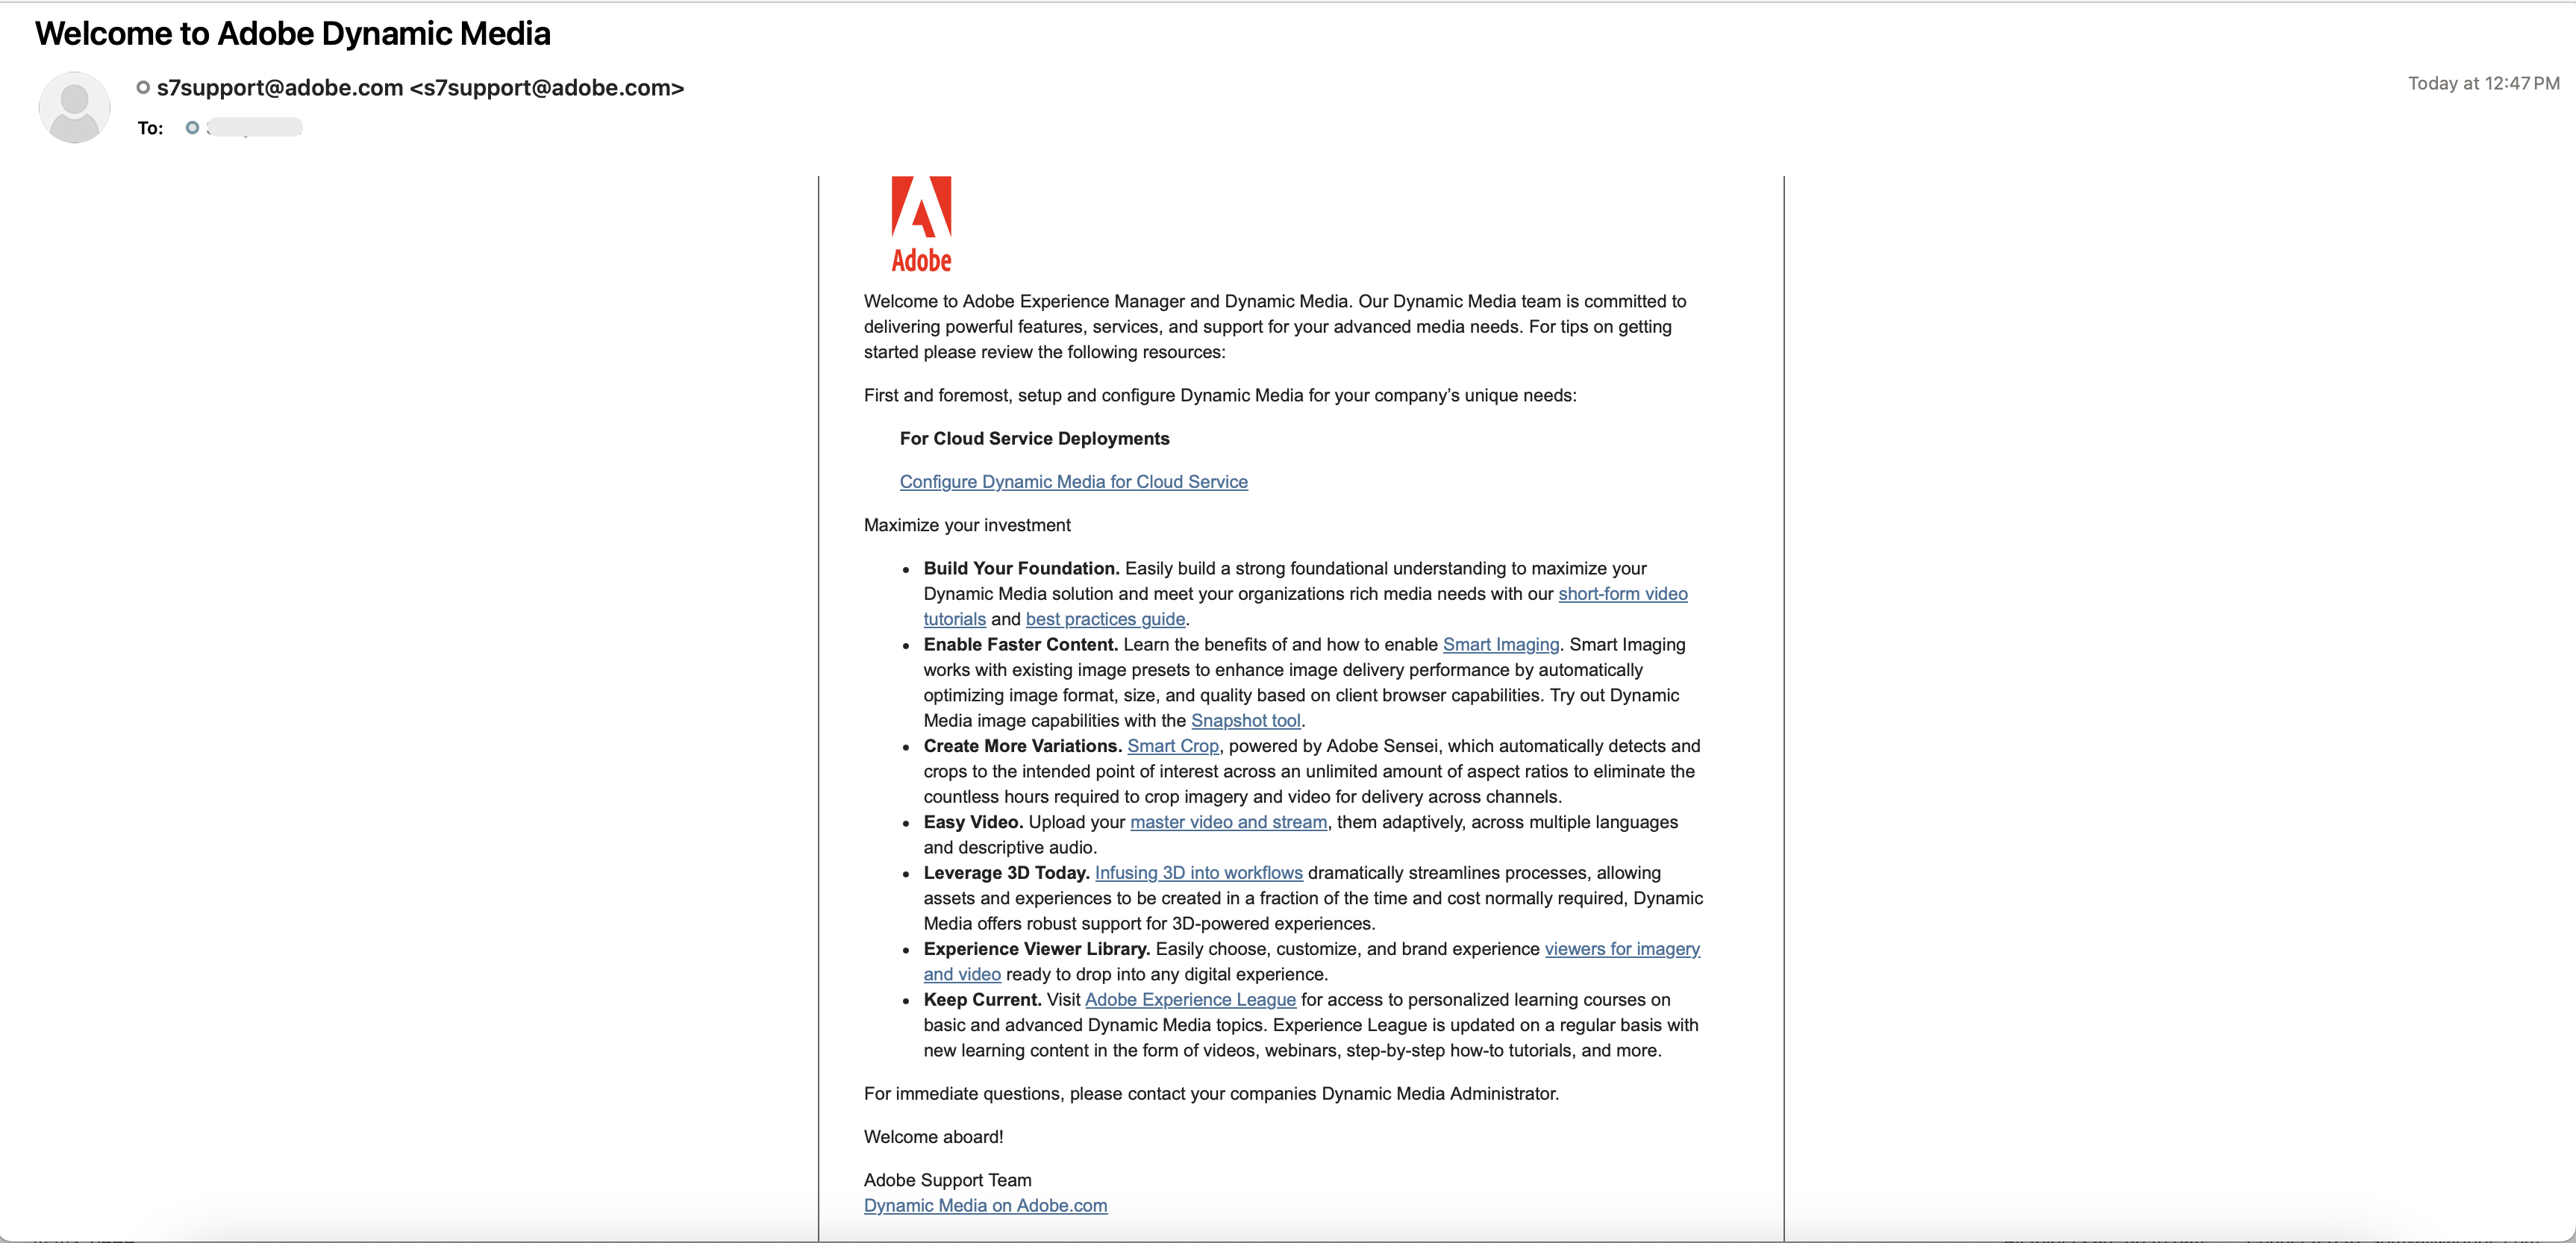 Welcome to Adobe Dynamic Media
s7support@adobe.com <s7support@adobe.com>
Today at 12:47 PM
To:
Adobe
Welcome to Adobe Experience Manager and Dynamic Media. Our Dynamic Media team is committed to
delivering powerful features, services, and support for your advanced media needs. For tips on getting
started please review the following resources:
First and foremost, setup and configure Dynamic Media for your company’s unique needs:
For Cloud Service Deployments
Configure Dynamic Media for Cloud Service
Maximize your investment
• Build Your Foundation. Easily build a strong foundational understanding to maximize your
Dynamic Media solution and meet your organizations rich media needs with our short-form video
tutorials and best practices guide.
• Enable Faster Content. Learn the benefits of and how to enable Smart Imaging. Smart Imaging
works with existing image presets to enhance image delivery performance by automatically
optimizing image format, size, and quality based on client browser capabilities. Try out Dynamic
Media image capabilities with the Snapshot tool.
• Create More Variations. Smart Crop, powered by Adobe Sensei, which automatically detects and
crops to the intended point of interest across an unlimited amount of aspect ratios to eliminate the
countless hours required to crop imagery and video for delivery across channels.
• Easy Video. Upload your master video and stream, them adaptively, across multiple languages
and descriptive audio.
• Leverage 3D Today. Infusing 3D into workflows dramatically streamlines processes, allowing
assets and experiences to be created in a fraction of the time and cost normally required, Dynamic
Media offers robust support for 3D-powered experiences.
• Experience Viewer Library. Easily choose, customize, and brand experience viewers for imagery
and video ready to drop into any digital experience.
• Keep Current. Visit Adobe Experience League for access to personalized learning courses on
basic and advanced Dynamic Media topics. Experience League is updated on a regular basis with
new learning content in the form of videos, webinars, step-by-step how-to tutorials, and more.
For immediate questions, please contact your companies Dynamic Media Administrator.
Welcome aboard!
Adobe Support Team
Dynamic Media on Adobe.com